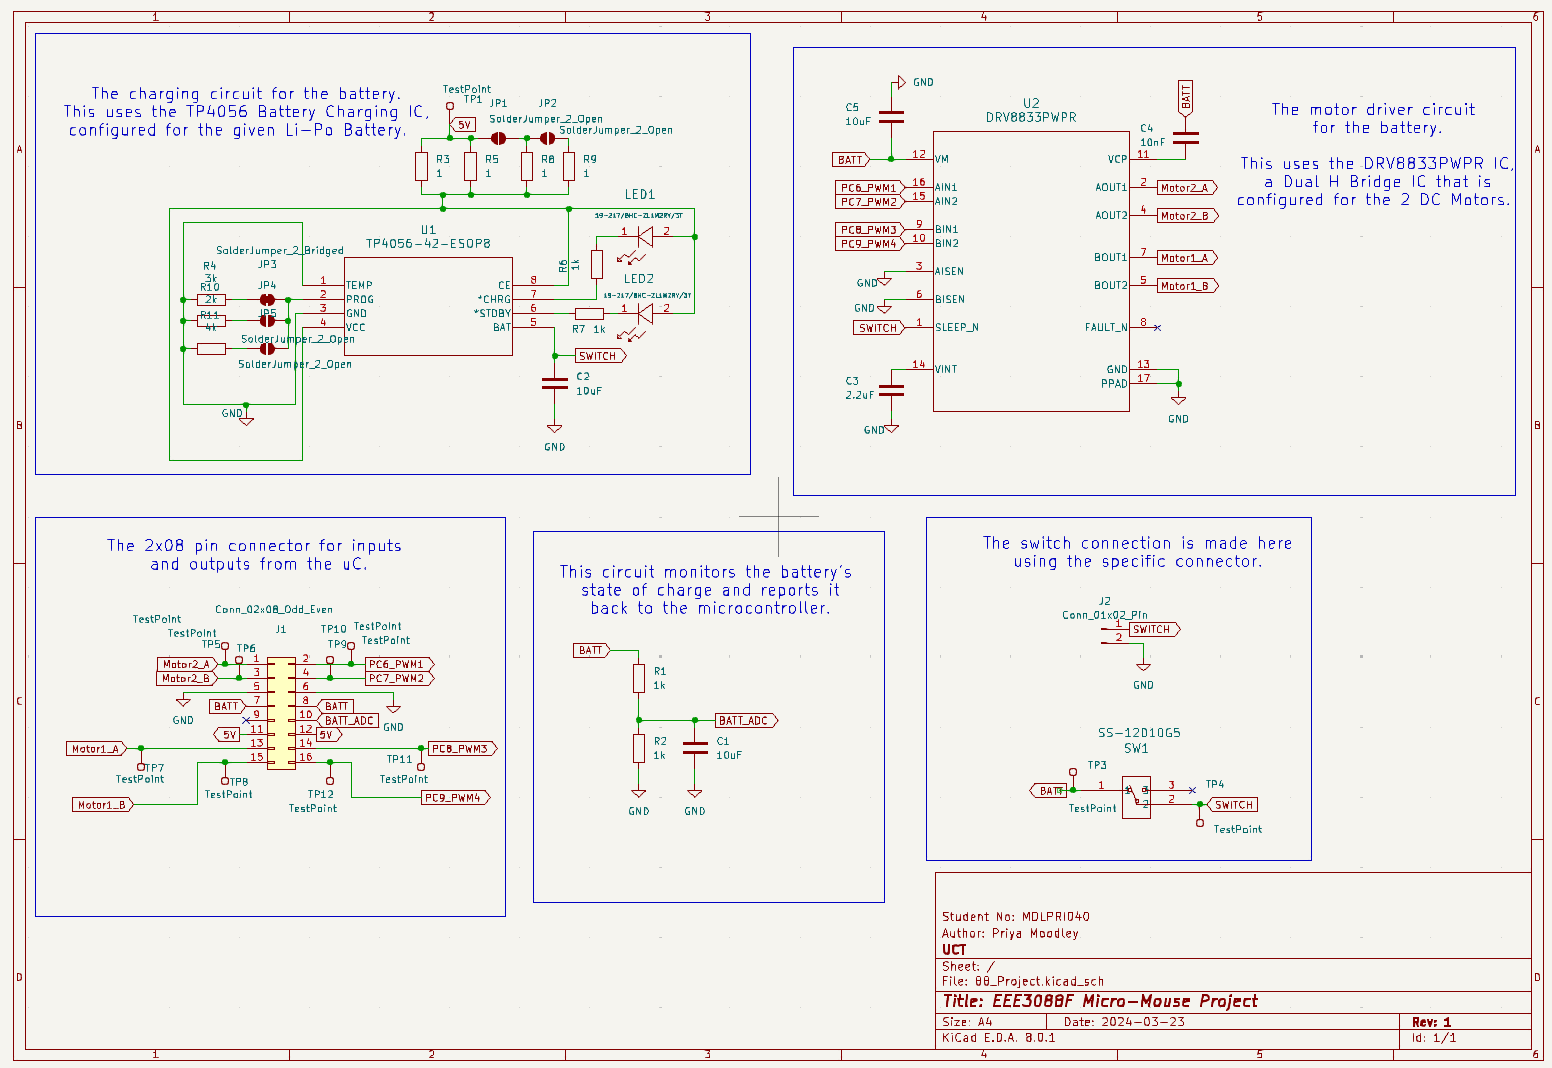 1 2 3 4 5 6
A
B
C
D
The charging circuit for the battery.
This uses the TP4056 Battery Charging IC,
configured for the given Li-Po Battery.
TestPoint
TP1
5V
JP1
SolderJumper_2_Open
JP2
SolderJumper_2_Open
R3
1
R5
1
R8
1
R9
1
LED1
19-217/BHC-ZL1M2RY/3T
LED2
19-217/BHC-ZL1M2RY/3T
R6
1k
R7 1k
U1
TP4056-42-ESOP8
1 TEMP
2 PROG
3 GND
4 VCC
CE 8
*CHRG 7
*STDBY 6
BAT 5
SolderJumper_2_Bridged
JP3
R4
3k
R10
2k
JP4
R11
4k
JP5
SolderJumper_2_Open
SolderJumper_2_Open
GND
SWITCH
C2
10uF
GND
The motor driver circuit
for the battery.
This uses the DRV8833PWPR IC,
a Dual H Bridge IC that is
configured for the 2 DC Motors.
GND
C5
10uF
BATT
U2
DRV8833PWPR
BATT
C4
10nF
12 VM
PC6_PWM1 16 AIN1
PC7_PWM2 15 AIN2
PC8_PWM3 9 BIN1
PC9_PWM4 10 BIN2
GND 3 AISEN
GND 6 BISEN
SWITCH 1 SLEEP_N
14 VINT
C3
2.2uF
GND
VCP 11
AOUT1 2 Motor2_A
AOUT2 4 Motor2_B
BOUT1 7 Motor1_A
BOUT2 5 Motor1_B
FAULT_N 8
GND 13
PPAD 17
GND
The 2x08 pin connector for inputs
and outputs from the uC.
Conn_02x08_Odd_Even
J1
TestPoint
TestPoint
TP5
TP6
TP10
TestPoint
TP9
TestPoint
Motor2_A 1 2 PC6_PWM1
Motor2_B 3 4 PC7_PWM2
5 6
GND
GND
BATT 7 8 BATT
9 10 BATT_ADC
5V 11 12 5V
Motor1_A 13 14 PC8_PWM3
15 16
TP7
TestPoint
TP8
TestPoint
TP11
TestPoint
TP12
TestPoint
Motor1_B
PC9_PWM4
This circuit monitors the battery's
state of charge and reports it
back to the microcontroller.
BATT
R1
1k
BATT_ADC
R2
1k
C1
10uF
GND
GND
The switch connection is made here
using the specific connector.
J2
Conn_01x02_Pin
1 SWITCH
2
GND
SS-12D10G5
SW1
TP3
TestPoint
BATT
1
1 3
2
3
2
TP4
SWITCH
TestPoint
Student No: MDLPRI040
Author: Priya Moodley
UCT
Sheet: /
File: 88_Project.kicad_sch
Title: EEE3088F Micro-Mouse Project
Size: A4
Date: 2024-03-23
Rev: 1
KiCad E.D.A. 8.0.1
Id: 1/1
A
B
C
D
1 2 3 4 5 6